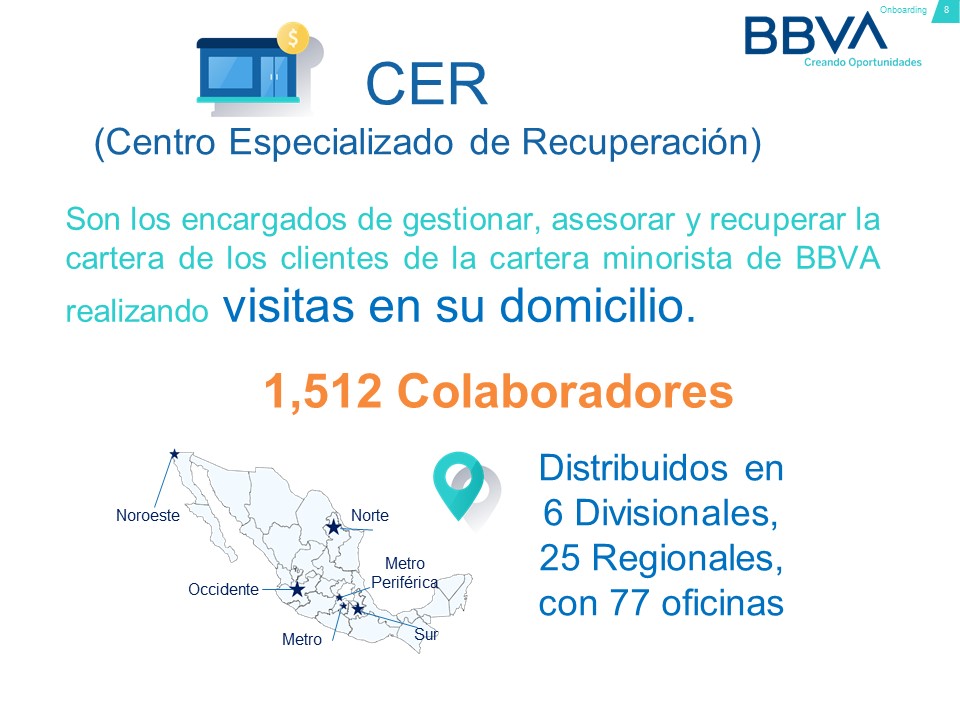 Onboarding 8
BBVA
Creando Oportunidades
$
CER
(Centro Especializado de Recuperación)
Son los encargados de gestionar, asesorar y recuperar la
cartera de los clientes de la cartera minorista de BBVA
realizando visitas en su domicilio.
1,512 Colaboradores
Noroeste
Norte
Metro
Periférica
Occidente
Metro
Sur
Distribuidos en
6 Divisionales,
25 Regionales,
con 77 oficinas